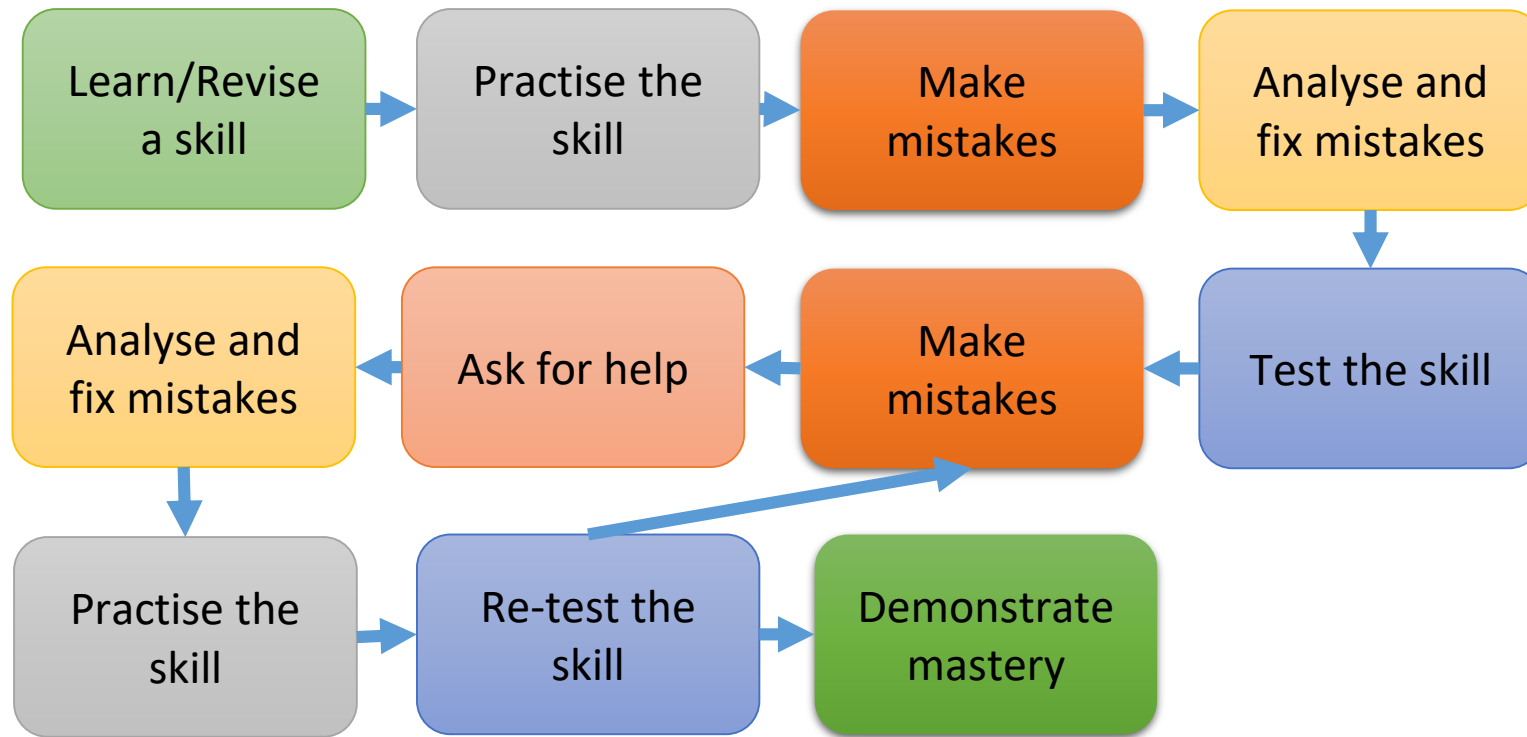 Learn/Revise
a skill
Practise the
skill
Make
mistakes
Analyse and
fix mistakes
Test the skill
Make
mistakes
Ask for help
Analyse and
fix mistakes
Practise the
skill
Re-test the
skill
Demonstrate
mastery